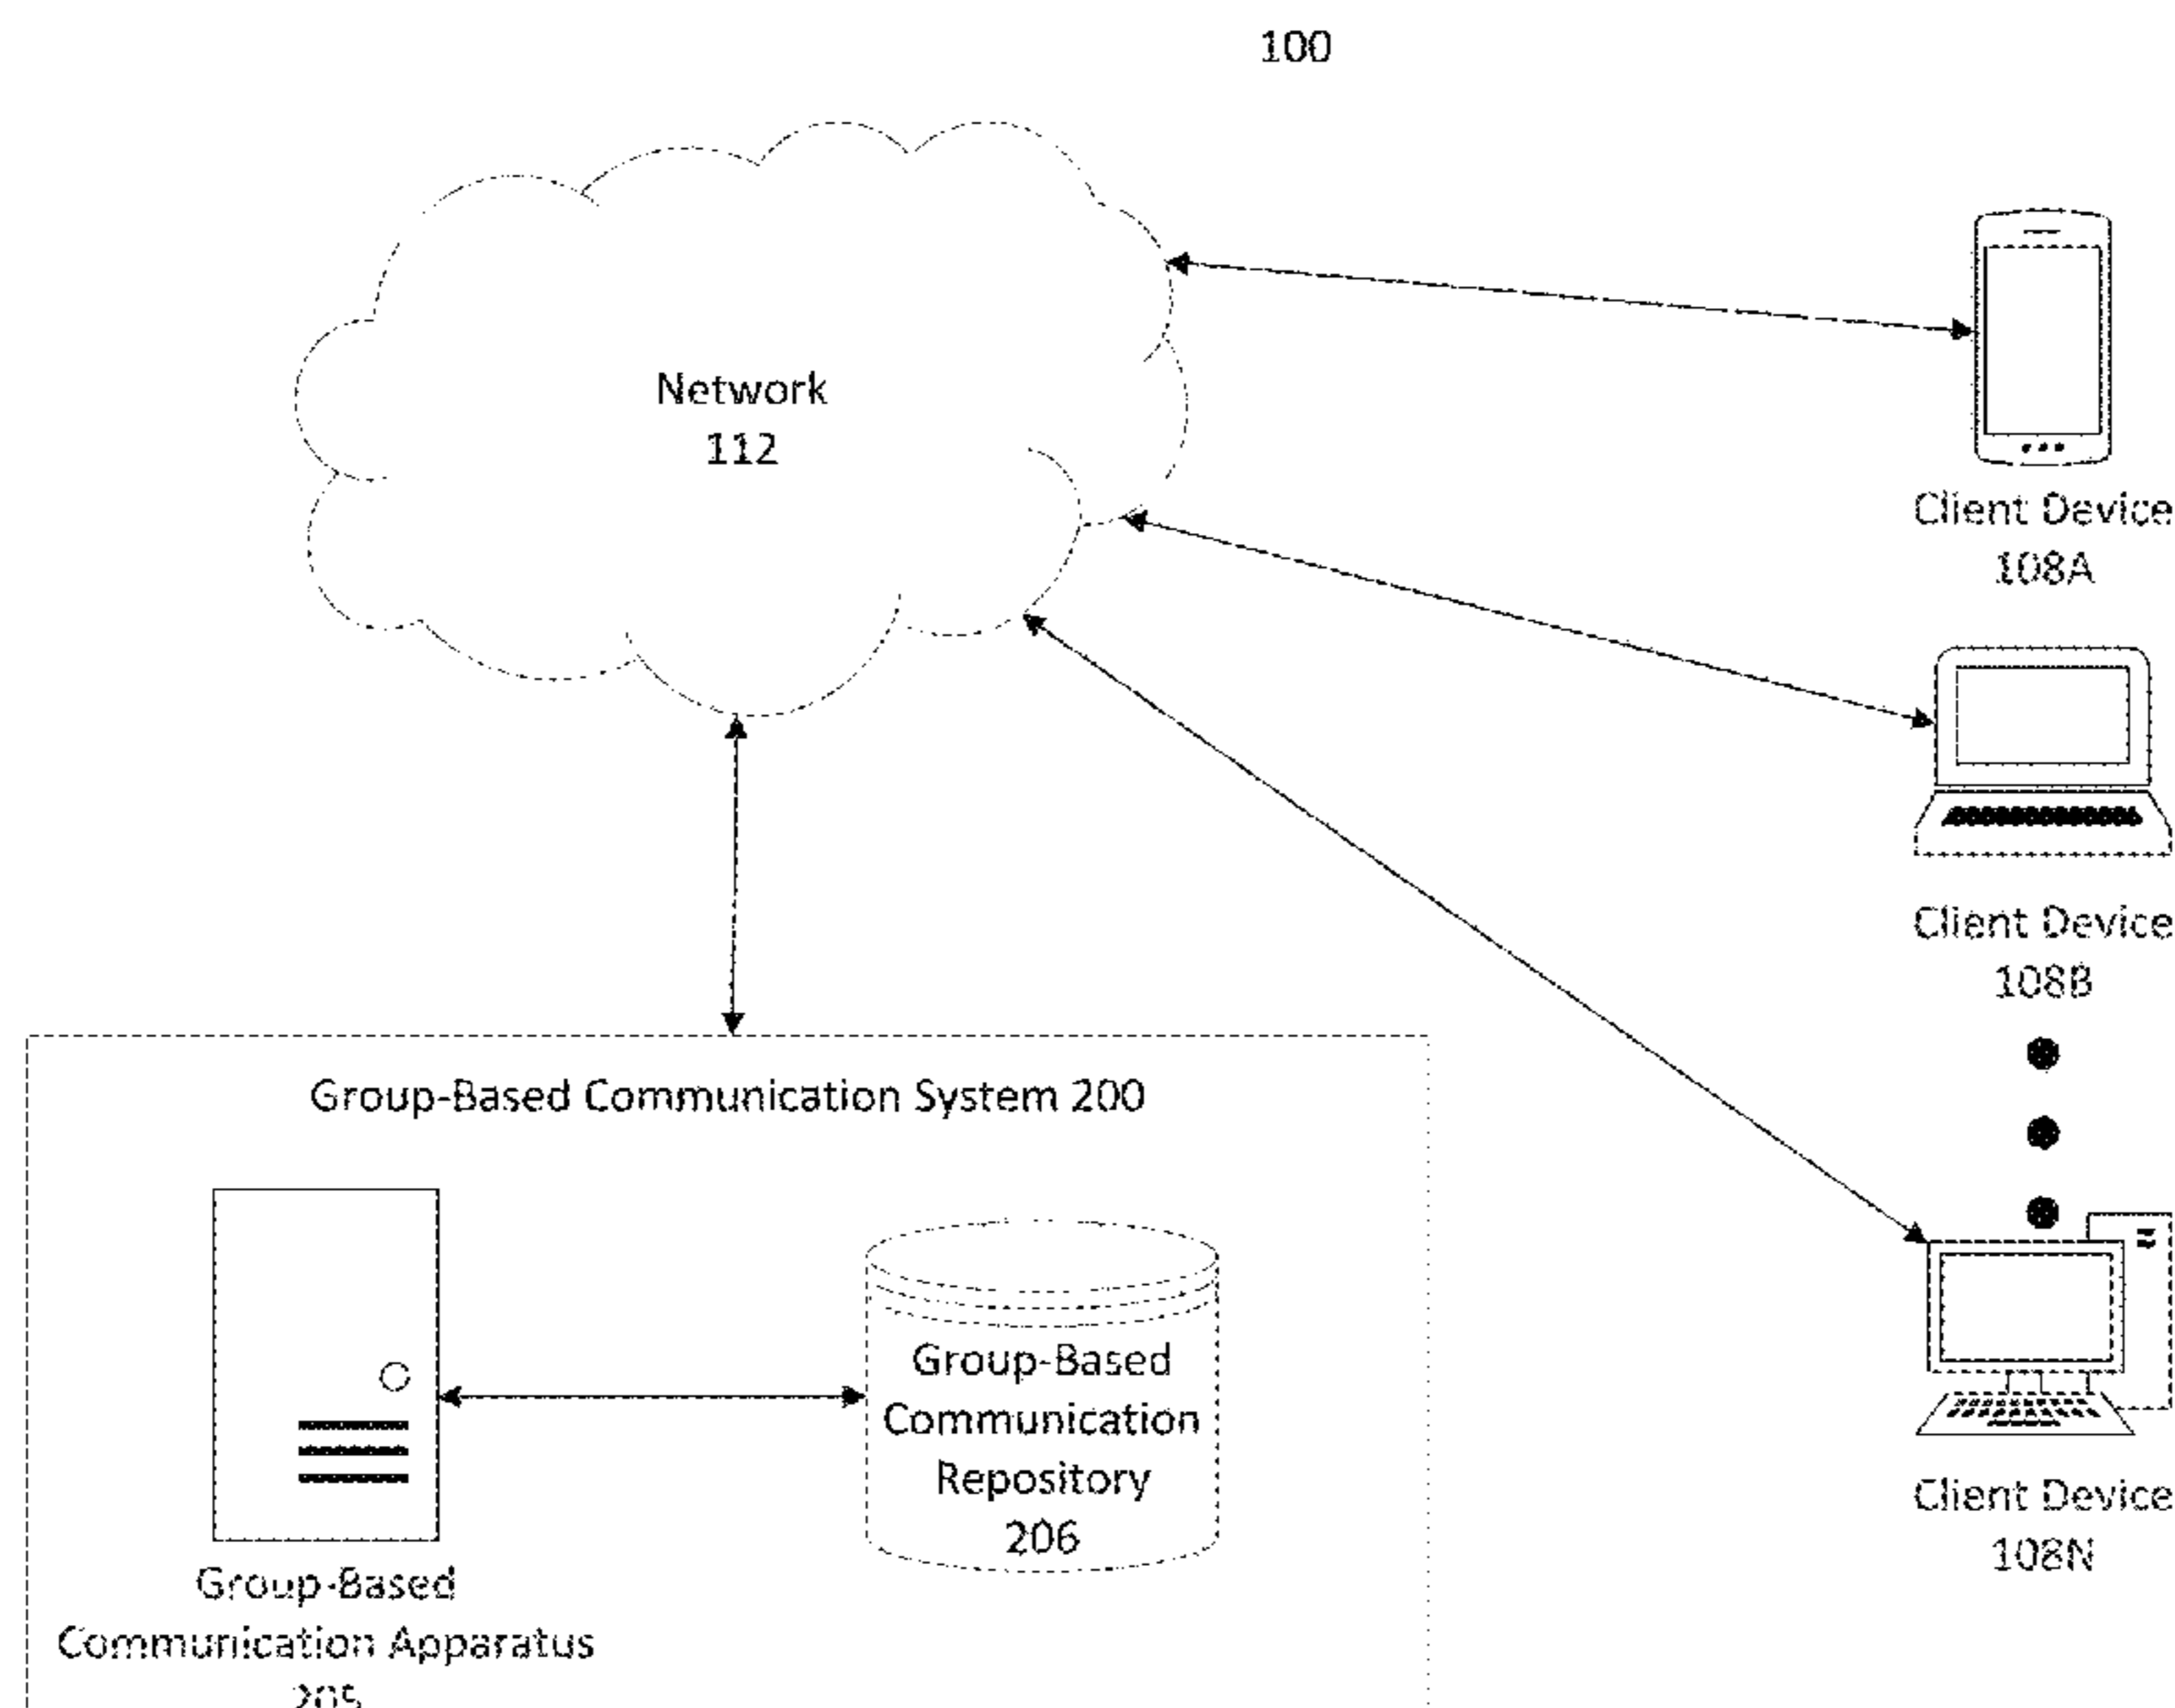 100
Network
112
Client Device
108A
Client Device
108B
Group-Based Communication System 200
Group-Based
Communication
Repository
206
Client Device
108N
Group-Based
Communication Apparatus
205